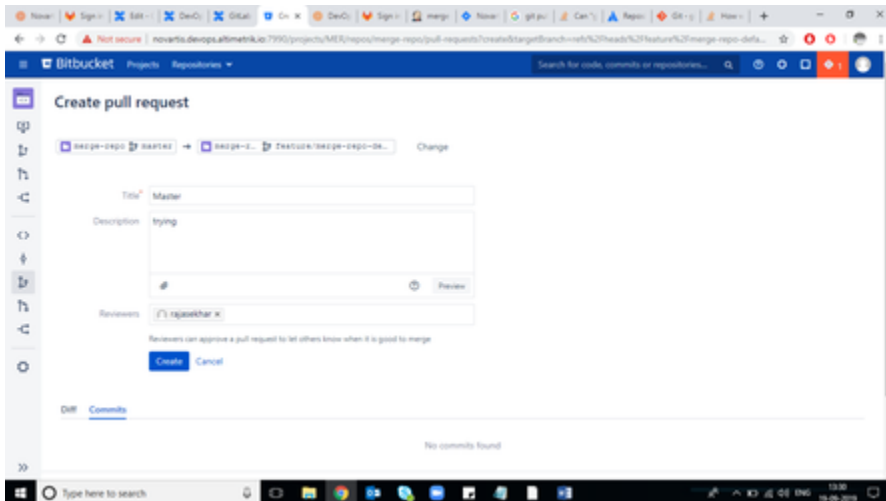 Not secure | novartis.devops.altimetrik.io:7990/projects/MER/repos/merge-repo/pull-requests?create&targetBranch=refs%2Fheads%2Ffeature%2Fmerge-repo-defa...
Bitbucket Projects Repositories
Search for code, commits or repositories...
Create pull request
merge-repo master → merge-r... feature/merge-repo-de... Change
Title* Master
Description trying
Preview
Reviewers rajasekhar ×
Reviewers can approve a pull request to let others know when it is good to merge
Create Cancel
Diff Commits
No commits found
Type here to search
ENG
13:30